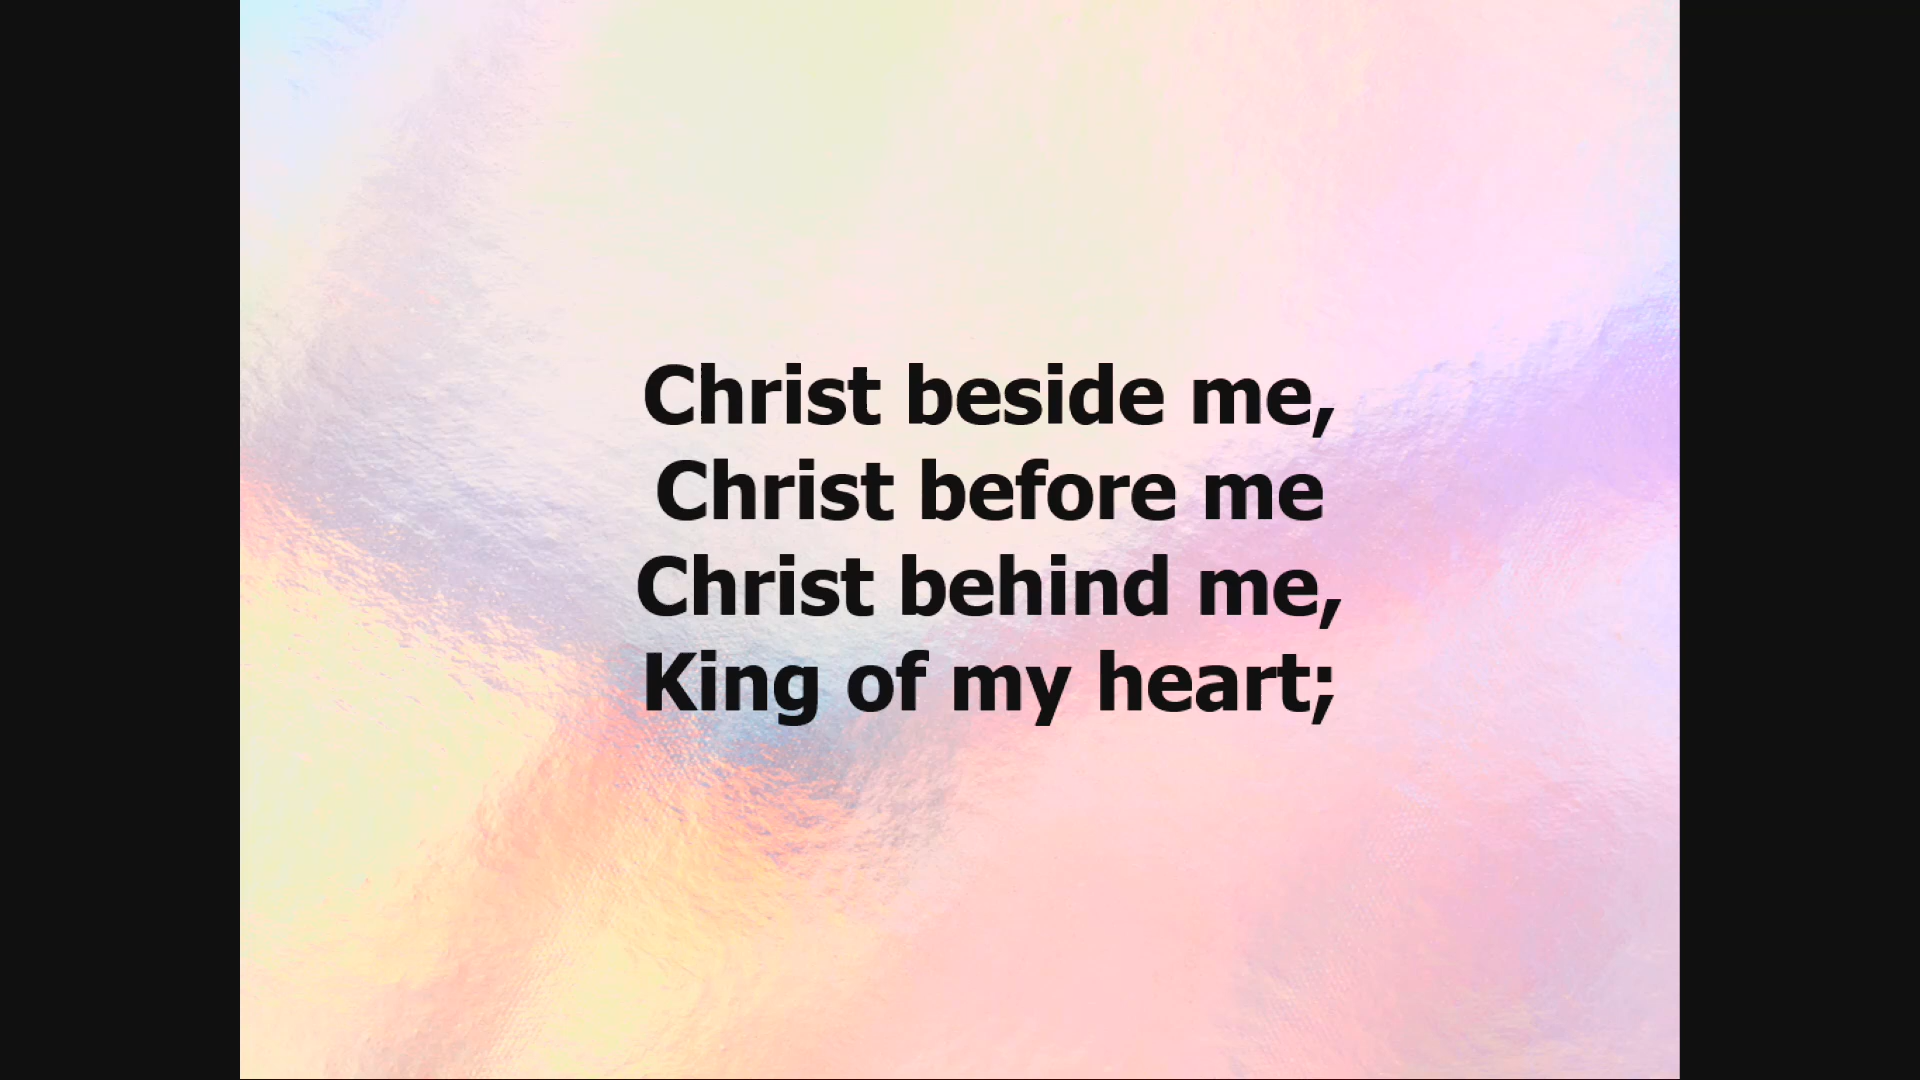 Christ beside me,
Christ before me
Christ behind me,
King of my heart;